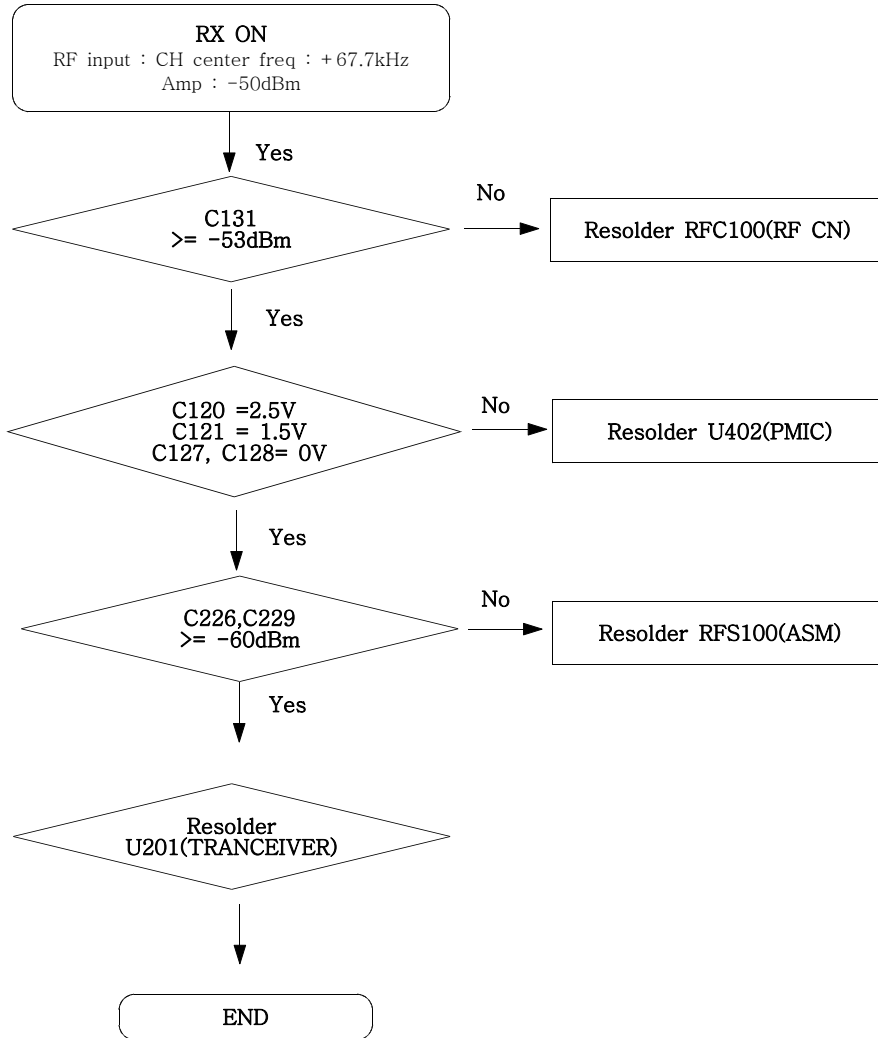 RX ON
RF input : CH center freq : +67.7kHz
Amp : -50dBm
Yes
C131
>= -53dBm
No
Resolder RFC100(RF CN)
Yes
C120 =2.5V
C121 = 1.5V
C127, C128= 0V
No
Resolder U402(PMIC)
Yes
C226,C229
>= -60dBm
No
Resolder RFS100(ASM)
Yes
Resolder
U201(TRANCEIVER)
END